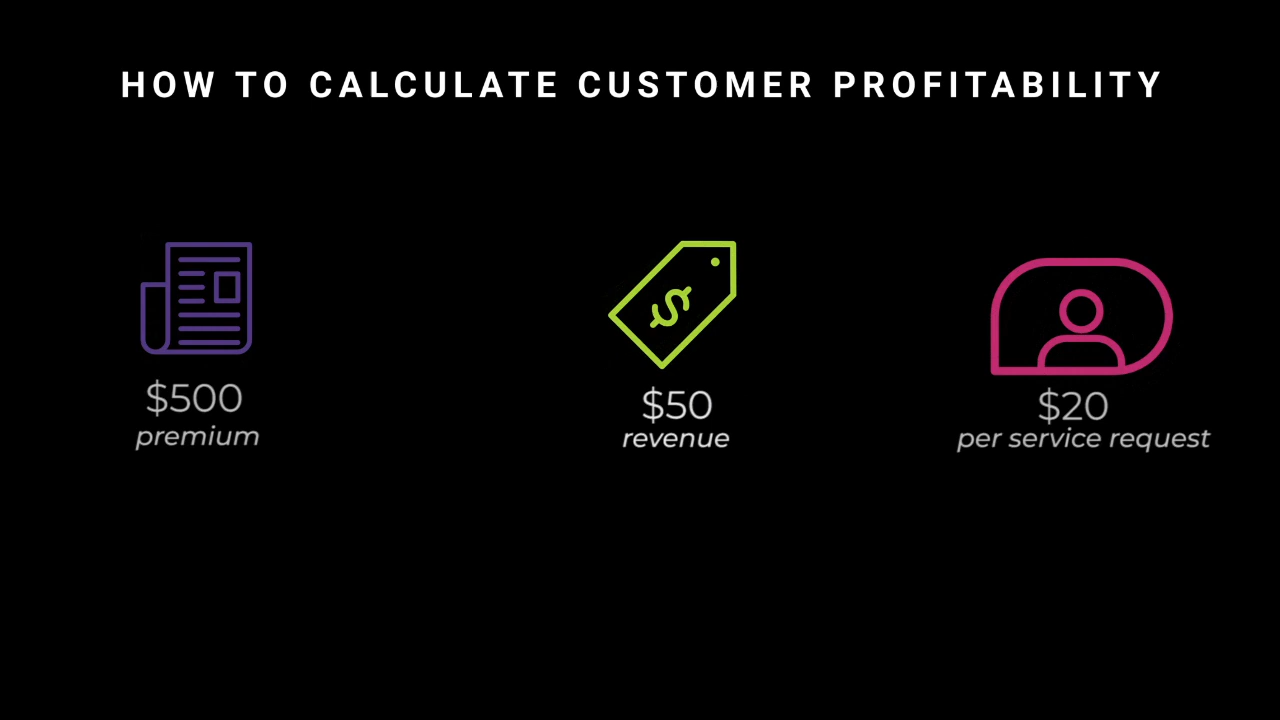 HOW TO CALCULATE CUSTOMER PROFITABILITY
$500
premium
$50
revenue
$20
per service request